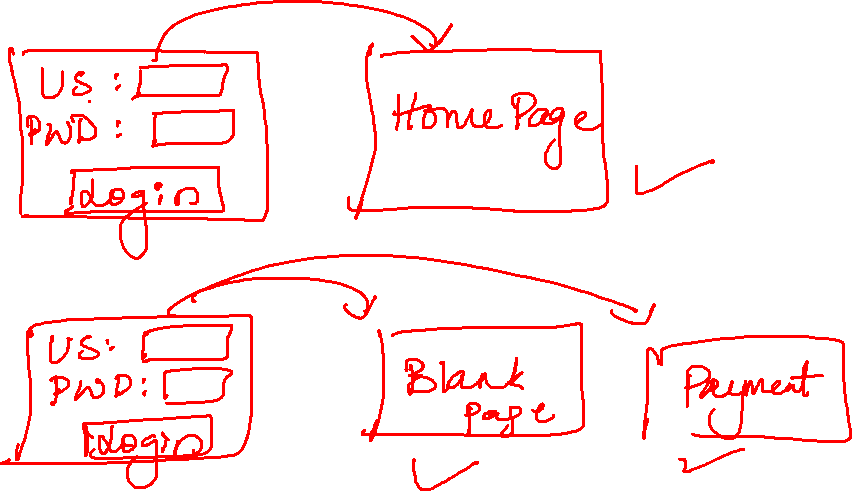 US:
PWD:
Login
Home Page
US:
PWD:
Login
Blank
page
Payment